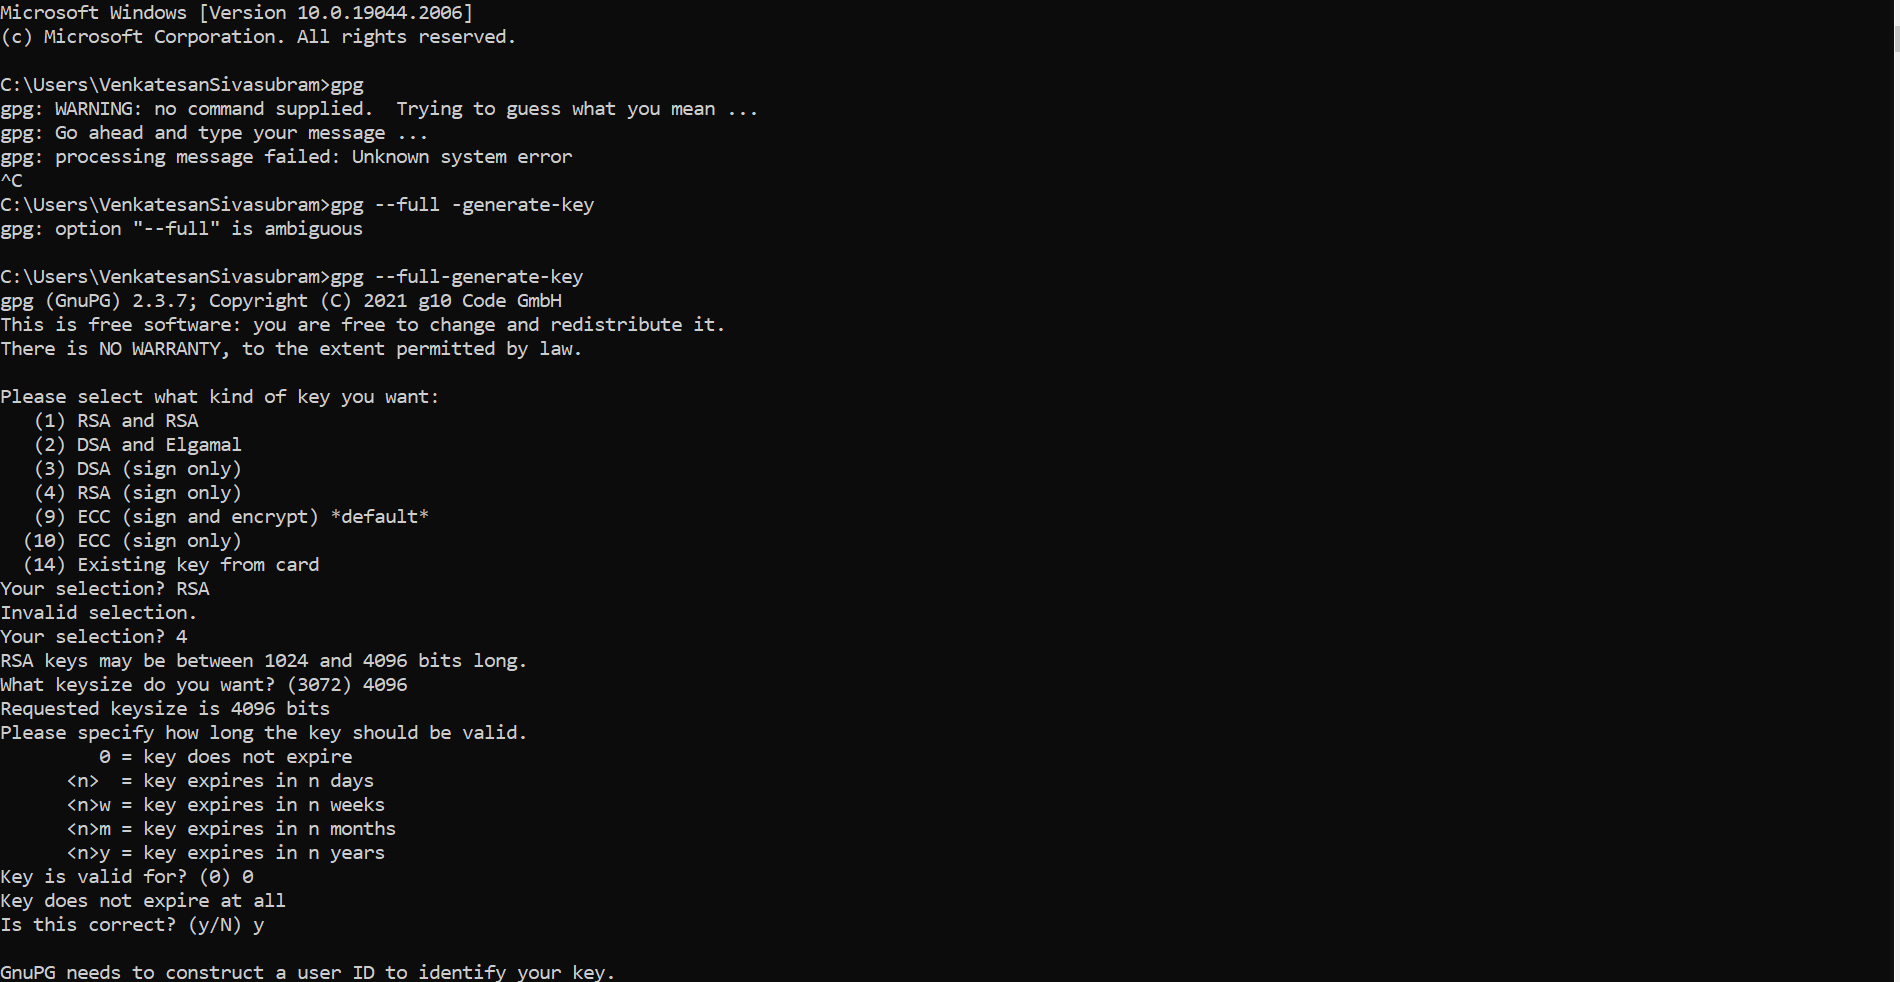 Microsoft Windows [Version 10.0.19044.2006]
(c) Microsoft Corporation. All rights reserved.
C:\Users\VenkatesanSivasubram>gpg
gpg: WARNING: no command supplied.  Trying to guess what you mean ...
gpg: Go ahead and type your message ...
gpg: processing message failed: Unknown system error
^C
C:\Users\VenkatesanSivasubram>gpg --full -generate-key
gpg: option "--full" is ambiguous
C:\Users\VenkatesanSivasubram>gpg --full-generate-key
gpg (GnuPG) 2.3.7; Copyright (C) 2021 g10 Code GmbH
This is free software: you are free to change and redistribute it.
There is NO WARRANTY, to the extent permitted by law.
Please select what kind of key you want:
   (1) RSA and RSA
   (2) DSA and Elgamal
   (3) DSA (sign only)
   (4) RSA (sign only)
   (9) ECC (sign and encrypt) *default*
  (10) ECC (sign only)
  (14) Existing key from card
Your selection? RSA
Invalid selection.
Your selection? 4
RSA keys may be between 1024 and 4096 bits long.
What keysize do you want? (3072) 4096
Requested keysize is 4096 bits
Please specify how long the key should be valid.
         0 = key does not expire
      <n>  = key expires in n days
      <n>w = key expires in n weeks
      <n>m = key expires in n months
      <n>y = key expires in n years
Key is valid for? (0) 0
Key does not expire at all
Is this correct? (y/N) y
GnuPG needs to construct a user ID to identify your key.